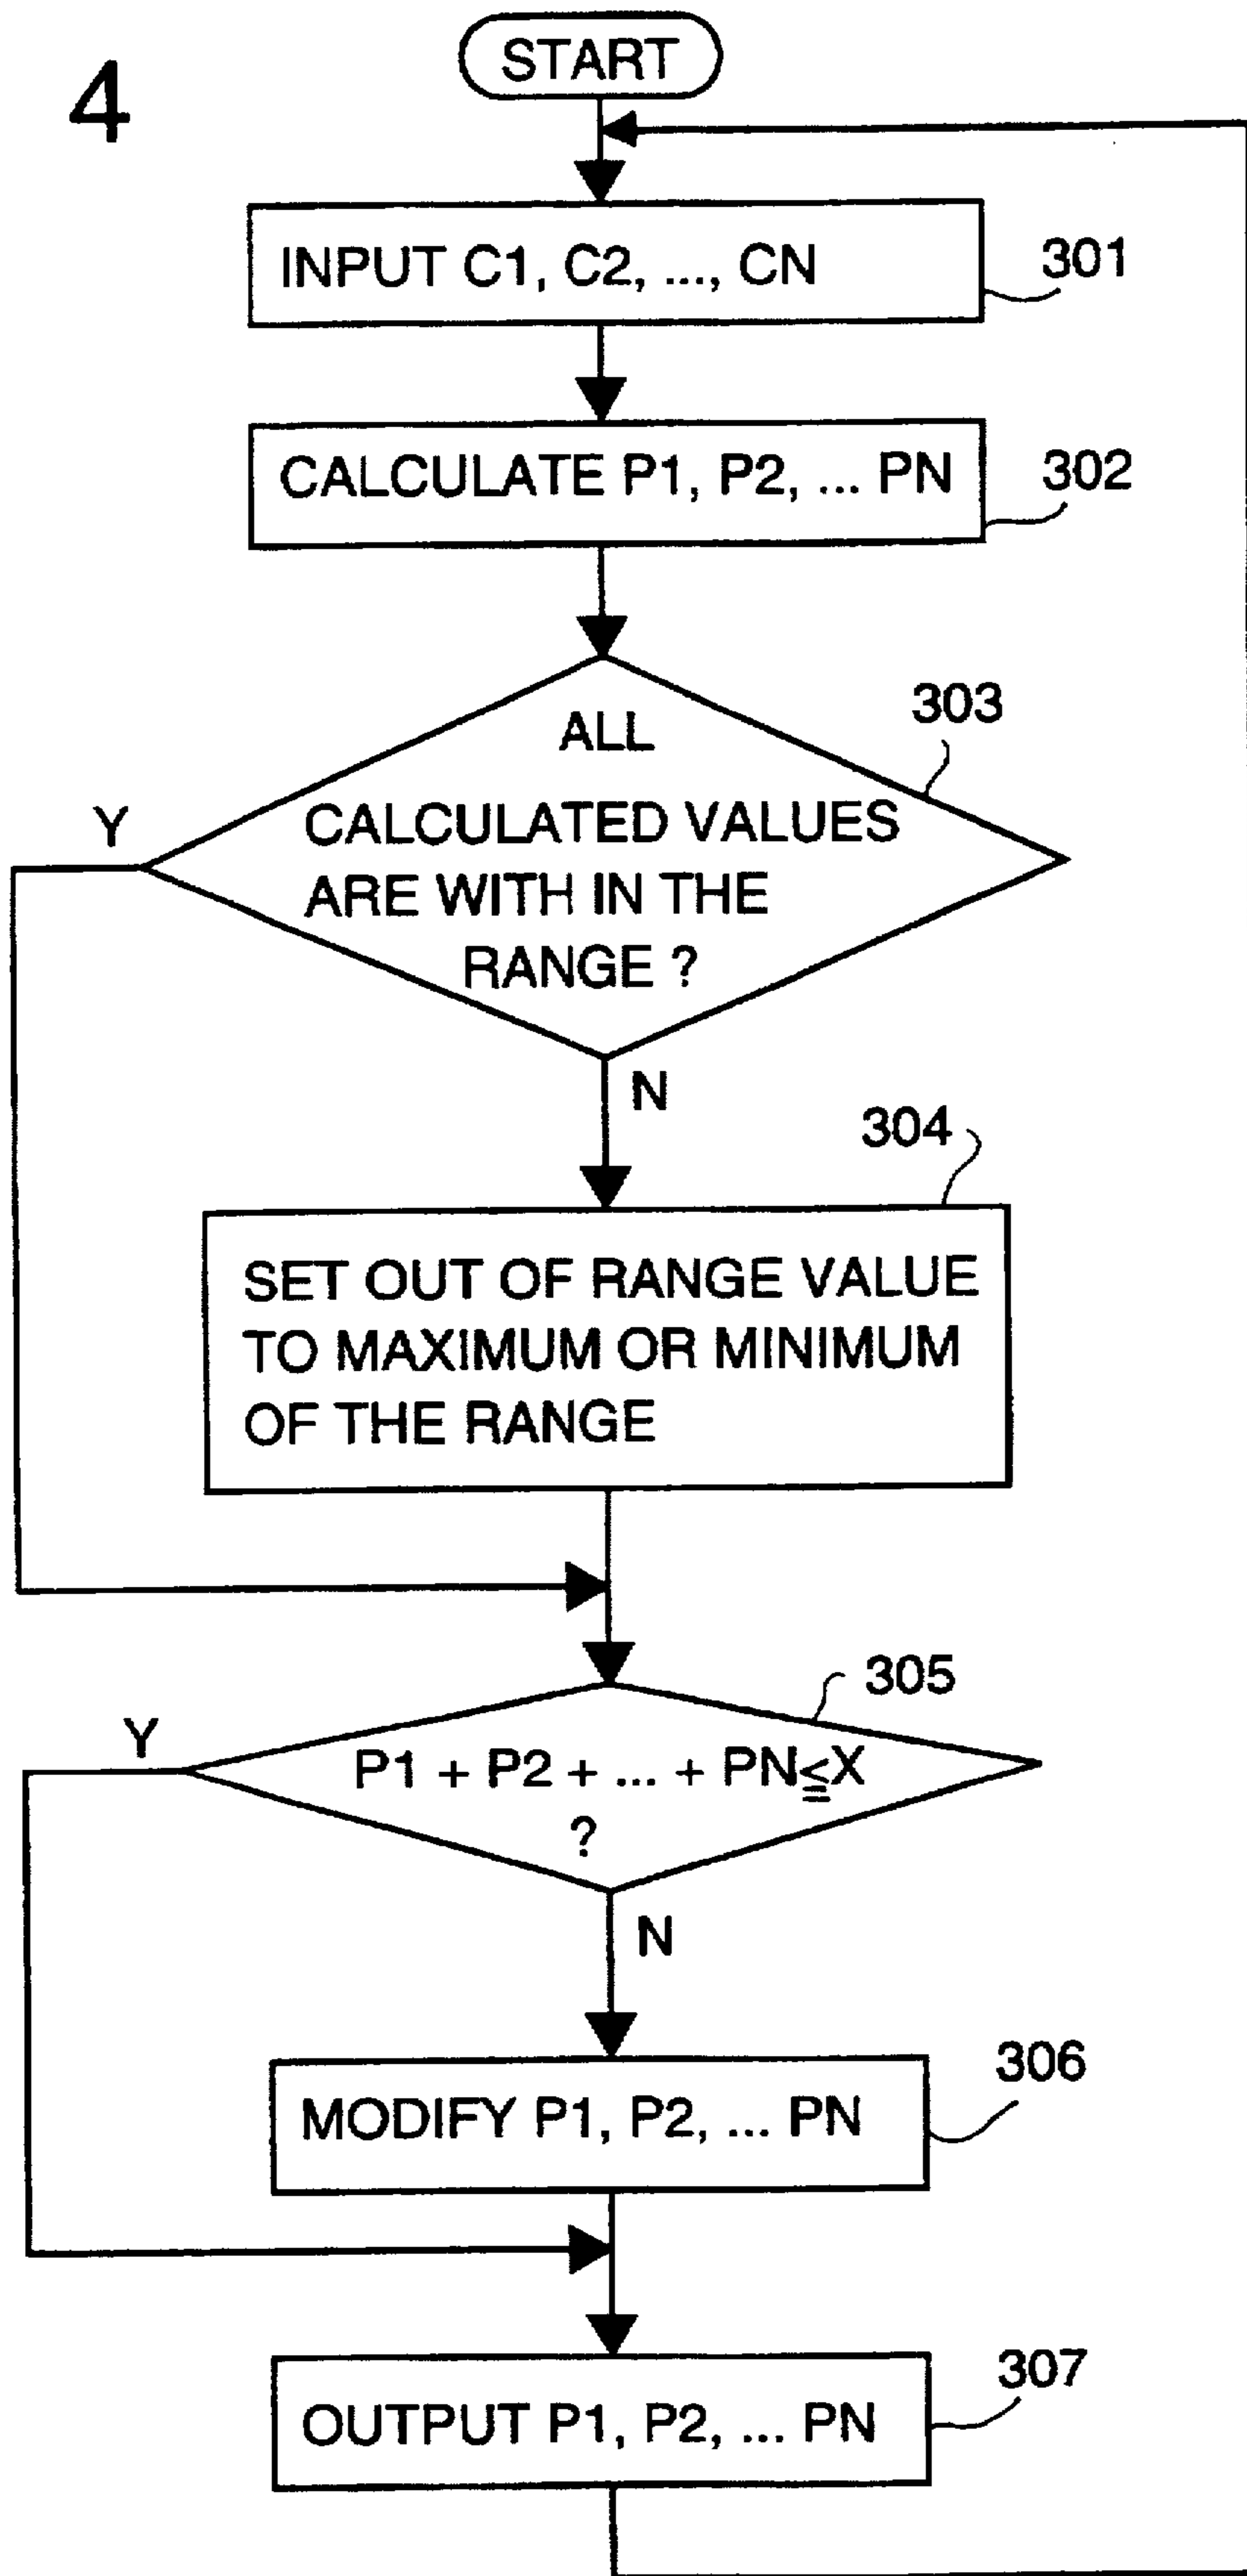 4
START
INPUT C1, C2, ..., CN
301
CALCULATE P1, P2, ... PN
302
303
ALL
CALCULATED VALUES
ARE WITH IN THE
RANGE ?
Y
N
304
SET OUT OF RANGE VALUE
TO MAXIMUM OR MINIMUM
OF THE RANGE
305
Y
P1 + P2 + ... + PN≦X
?
N
306
MODIFY P1, P2, ... PN
307
OUTPUT P1, P2, ... PN